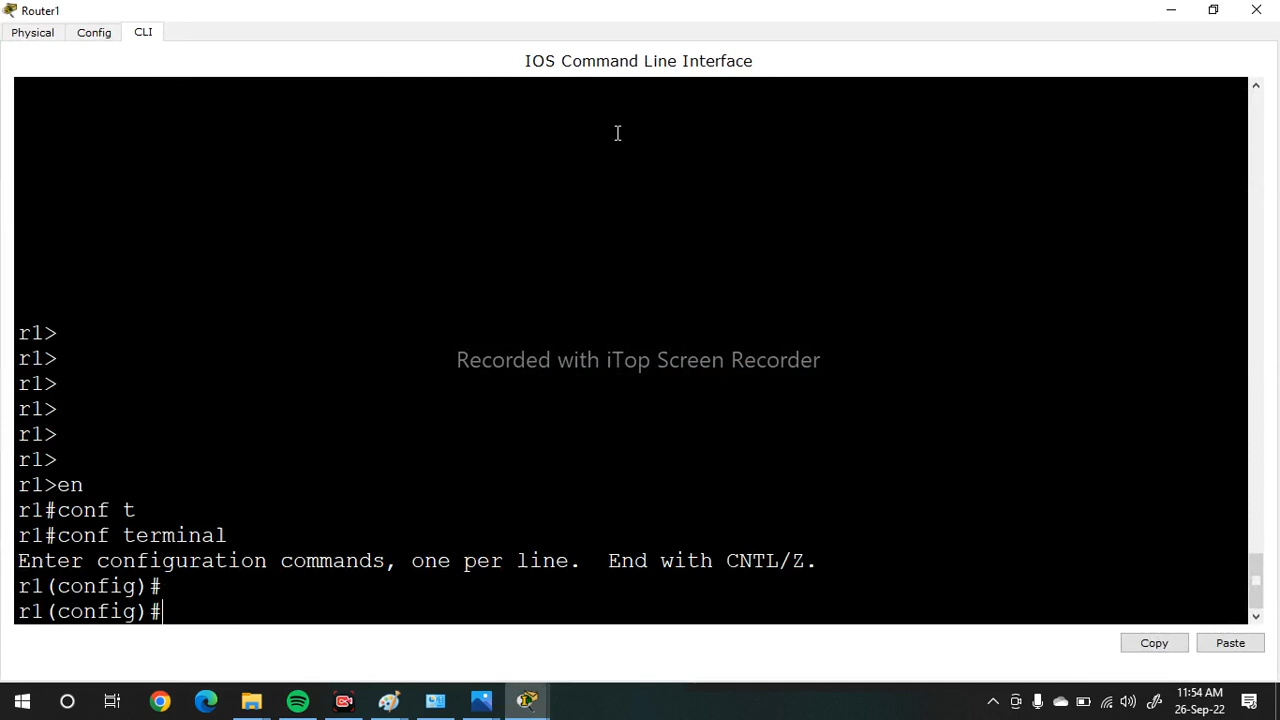 Router1
Physical Config CLI
IOS Command Line Interface
r1>
r1>
Recorded with iTop Screen Recorder
r1>
r1>
r1>
r1>
r1>en
r1#conf t
r1#conf terminal
Enter configuration commands, one per line.  End with CNTL/Z.
r1(config)#
r1(config)#
Copy Paste
11:54 AM
26-Sep-22